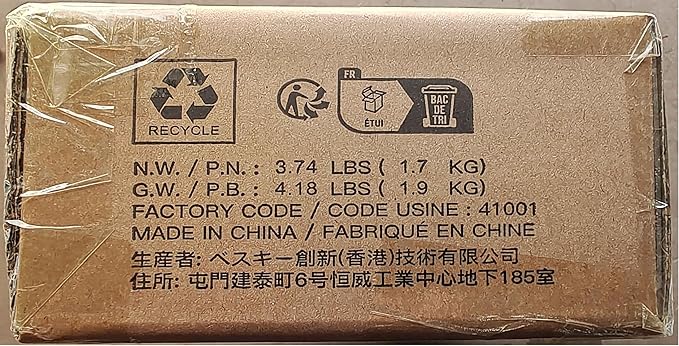 RECYCLE
FR
ÉTUI
BAC
DE
TRI
N.W. / P.N. : 3.74 LBS ( 1.7 KG)
G.W. / P.B. : 4.18 LBS ( 1.9 KG)
FACTORY CODE / CODE USINE : 41001
MADE IN CHINA / FABRIQUÉ EN CHINE
生産者: ベスキー創新(香港)技術有限公司
住所: 屯門建泰町6号恒威工業中心地下185室